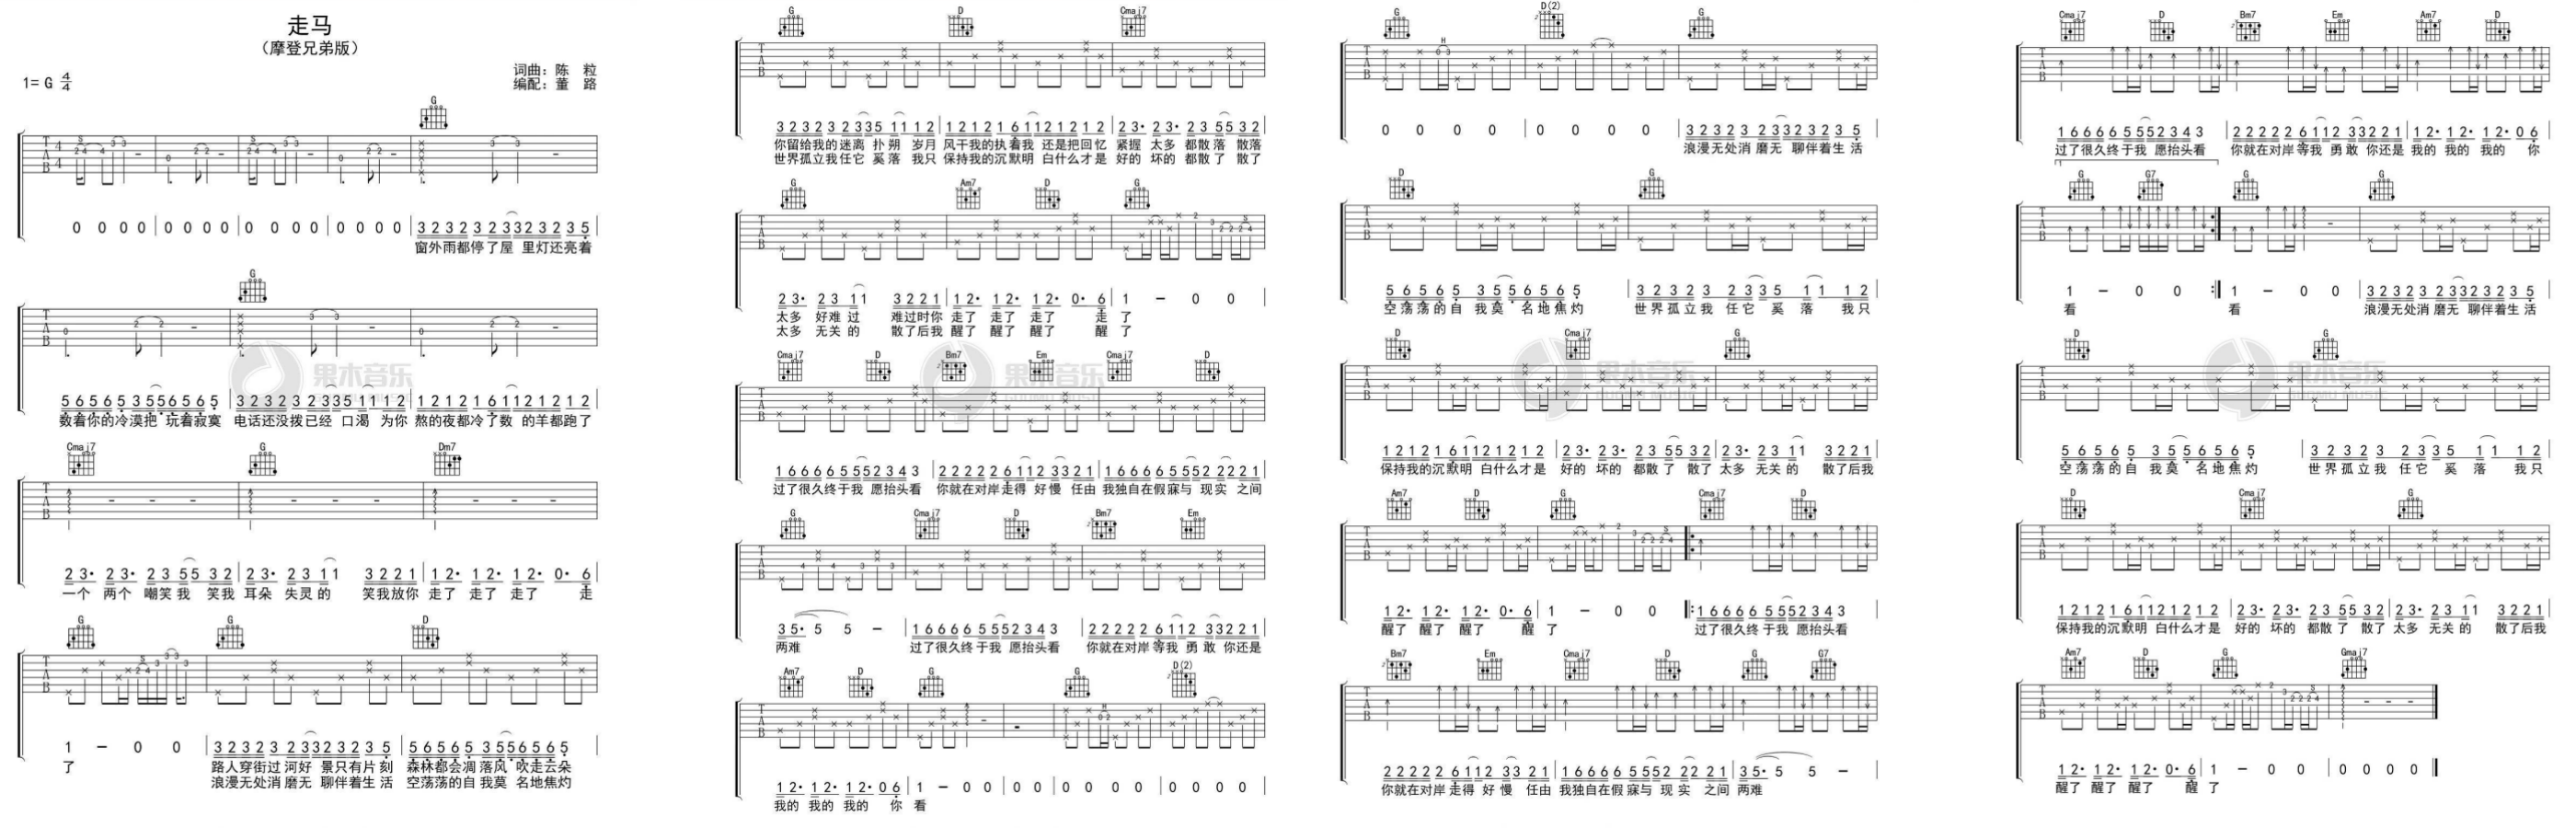 走马
（摩登兄弟版）
1= G 4/4
词曲：陈 粒
编配：董 路
G
0 0 0 0 0 0 0 0 0 0 0 0 0 0 0 0 3 2 3 2 3 2 3 3 2 3 2 3 5
窗外雨都停了屋 里灯还亮着
G
5 6 5 6 5 3 5 5 6 5 6 5 3 2 3 2 3 2 3 3 5 1 1 1 2 1 2 1 2 1 6 1 1 2 1 2 1 2
数着你的冷漠把 玩着寂寞 电话还没拨已经 口渴 为你 熬的夜都冷了数 的羊都跑了
Cmaj7 G Dm7
2 3· 2 3· 2 3 5 5 3 2 2 3· 2 3 1 1 3 2 2 1 1 2· 1 2· 1 2· 0· 6
一个 两个 嘲笑我 笑我 耳朵 失灵的 笑我放你 走了 走了 走了 走
G G D
1 – 0 0 3 2 3 2 3 2 3 3 2 3 2 3 5 5 6 5 6 5 3 5 5 6 5 6 5
了 路人穿街过河好 景只有片刻 森林都会凋落风 吹走云朵
浪漫无处消磨无 聊伴着生活 空荡荡的自我莫 名地焦灼
G D Cmaj7
3 2 3 2 3 2 3 3 5 1 1 1 2 1 2 1 2 1 6 1 1 2 1 2 1 2 2 3· 2 3· 2 3 5 5 3 2
你留给我的迷离 扑朔 岁月 风干我的执着我 还是把回忆 紧握 太多 都散落 散落
世界孤立我任它 奚落 我只 保持我的沉默明 白什么才是 好的 坏的 都散了 散了
G Am7 D G
2 3· 2 3 1 1 3 2 2 1 1 2· 1 2· 1 2· 0· 6 1 – 0 0
太多 好难过 难过时你 走了 走了 走了 走 了
太多 无关的 散了后我 醒了 醒了 醒了 醒 了
Cmaj7 D Bm7 Em Cmaj7 D
1 6 6 6 6 5 5 5 2 3 4 3 2 2 2 2 2 6 1 1 2 3 3 2 1 1 6 6 6 6 5 5 5 2 2 2 2 1
过了很久终于我 愿抬头看 你就在对岸走得 好慢 任由 我独自在假寐与 现实 之间
G Cmaj7 D Bm7 Em
3 5· 5 5 – 1 6 6 6 6 5 5 5 2 3 4 3 2 2 2 2 2 6 1 1 2 3 3 2 2 1
两难 过了很久终于我 愿抬头看 你就在对岸等我 勇敢 你还是
Am7 D G G D(2)
1 2· 1 2· 1 2· 0 6 1 – 0 0 0 0 0 0 0 0 0 0 0 0 0 0
我的 我的 我的 你 看
G D(2) G
0 0 0 0 0 0 0 0 3 2 3 2 3 2 3 3 2 3 2 3 5
浪漫无处消 磨无 聊伴着生 活
D G
5 6 5 6 5 3 5 5 6 5 6 5 3 2 3 2 3 2 3 3 5 1 1 1 2
空荡荡的自 我莫 名地焦灼 世界孤立我 任它 奚 落 我只
D Cmaj7 G
1 2 1 2 1 6 1 1 2 1 2 1 2 2 3· 2 3· 2 3 5 5 3 2 2 3· 2 3 1 1 3 2 2 1
保持我的沉默明 白什么才是 好的 坏的 都散了 散了 太多 无关的 散了后我
Am7 D G Cmaj7 D
1 2· 1 2· 1 2· 0· 6 1 – 0 0 1 6 6 6 6 5 5 5 2 3 4 3
醒了 醒了 醒了 醒 了 过了很久终于我 愿抬头看
Bm7 Em Cmaj7 D G G7
2 2 2 2 2 6 1 1 2 3 3 2 1 1 6 6 6 6 5 5 5 2 2 2 2 1 3 5· 5 5 –
你就在对岸走得 好慢 任由 我独自在假寐与 现实 之间 两难
Cmaj7 D Bm7 Em Am7 D
1 6 6 6 6 5 5 5 2 3 4 3 2 2 2 2 2 6 1 1 2 3 3 2 2 1 1 2· 1 2· 1 2· 0 6
过了很久终于我 愿抬头看 你就在对岸等我 勇敢 你还是 我的 我的 我的 你
G G7 G G
1 – 0 0 1 – 0 0 3 2 3 2 3 2 3 3 2 3 2 3 5
看 看 浪漫无处消磨无 聊伴着生活
D G
5 6 5 6 5 3 5 5 6 5 6 5 3 2 3 2 3 2 3 3 5 1 1 1 2
空荡荡的自 我莫 名地焦灼 世界孤立我 任它 奚 落 我只
D Cmaj7 G
1 2 1 2 1 6 1 1 2 1 2 1 2 2 3· 2 3· 2 3 5 5 3 2 2 3· 2 3 1 1 3 2 2 1
保持我的沉默明 白什么才是 好的 坏的 都散了 散了 太多 无关的 散了后我
Am7 D G Gmaj7
1 2· 1 2· 1 2· 0· 6 1 – 0 0 0 0 0 0
醒了 醒了 醒了 醒 了
果木音乐
GUOMU MUSIC